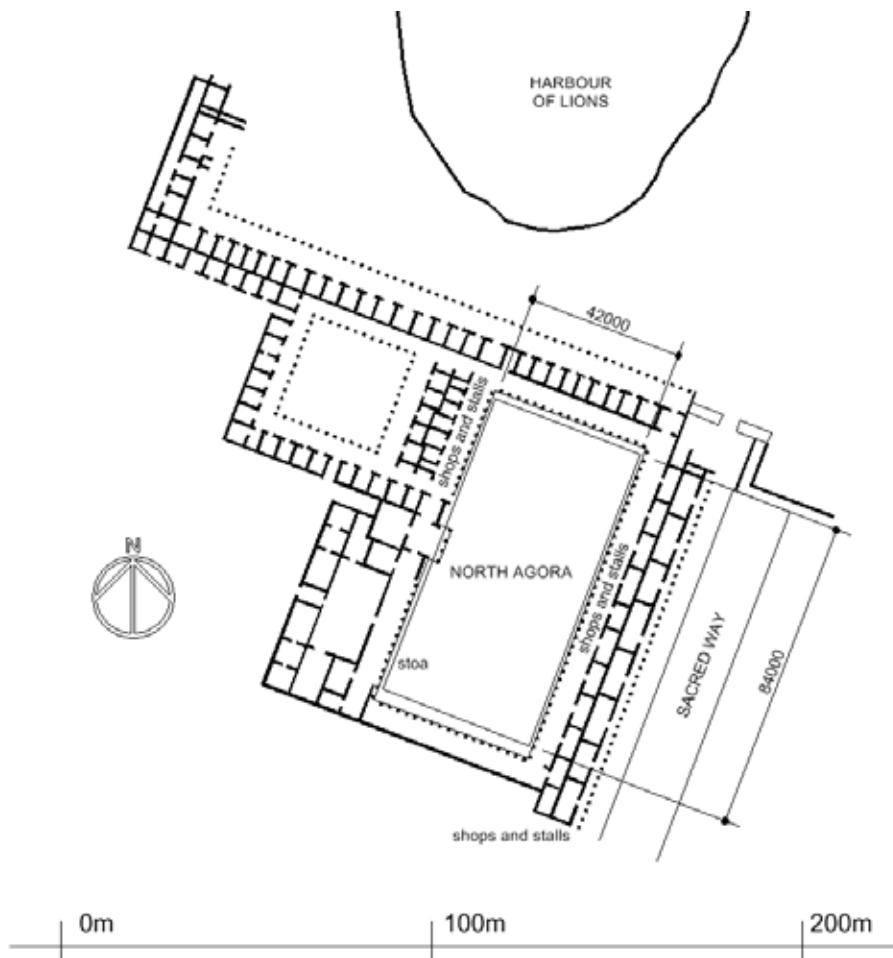 HARBOUR
OF LIONS
42000
shops and stalls
N
NORTH AGORA
shops and stalls
stoa
SACRED WAY
84000
shops and stalls
0m
100m
200m